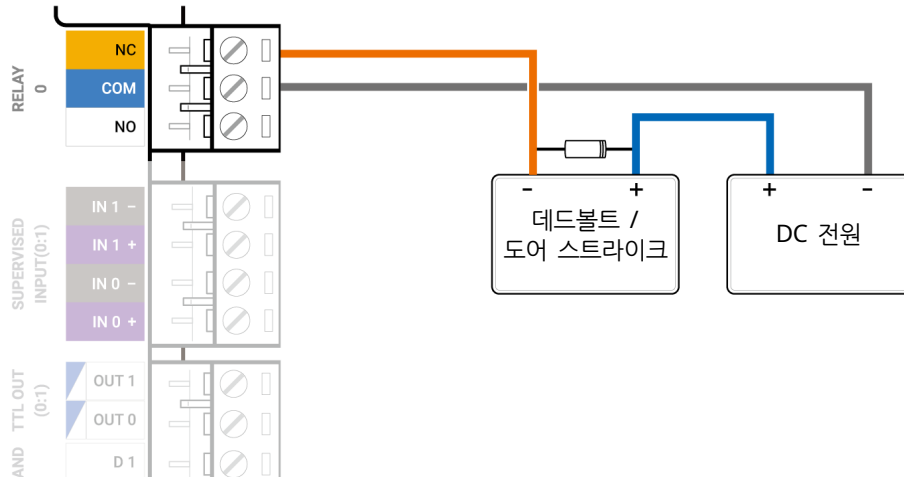 RELAY
0
NC
COM
NO
SUPERVISED
INPUT(0:1)
IN 1 −
IN 1 +
IN 0 −
IN 0 +
TTL OUT
(0:1)
OUT 1
OUT 0
AND
D 1
− +
데드볼트 /
도어 스트라이크
+ −
DC 전원